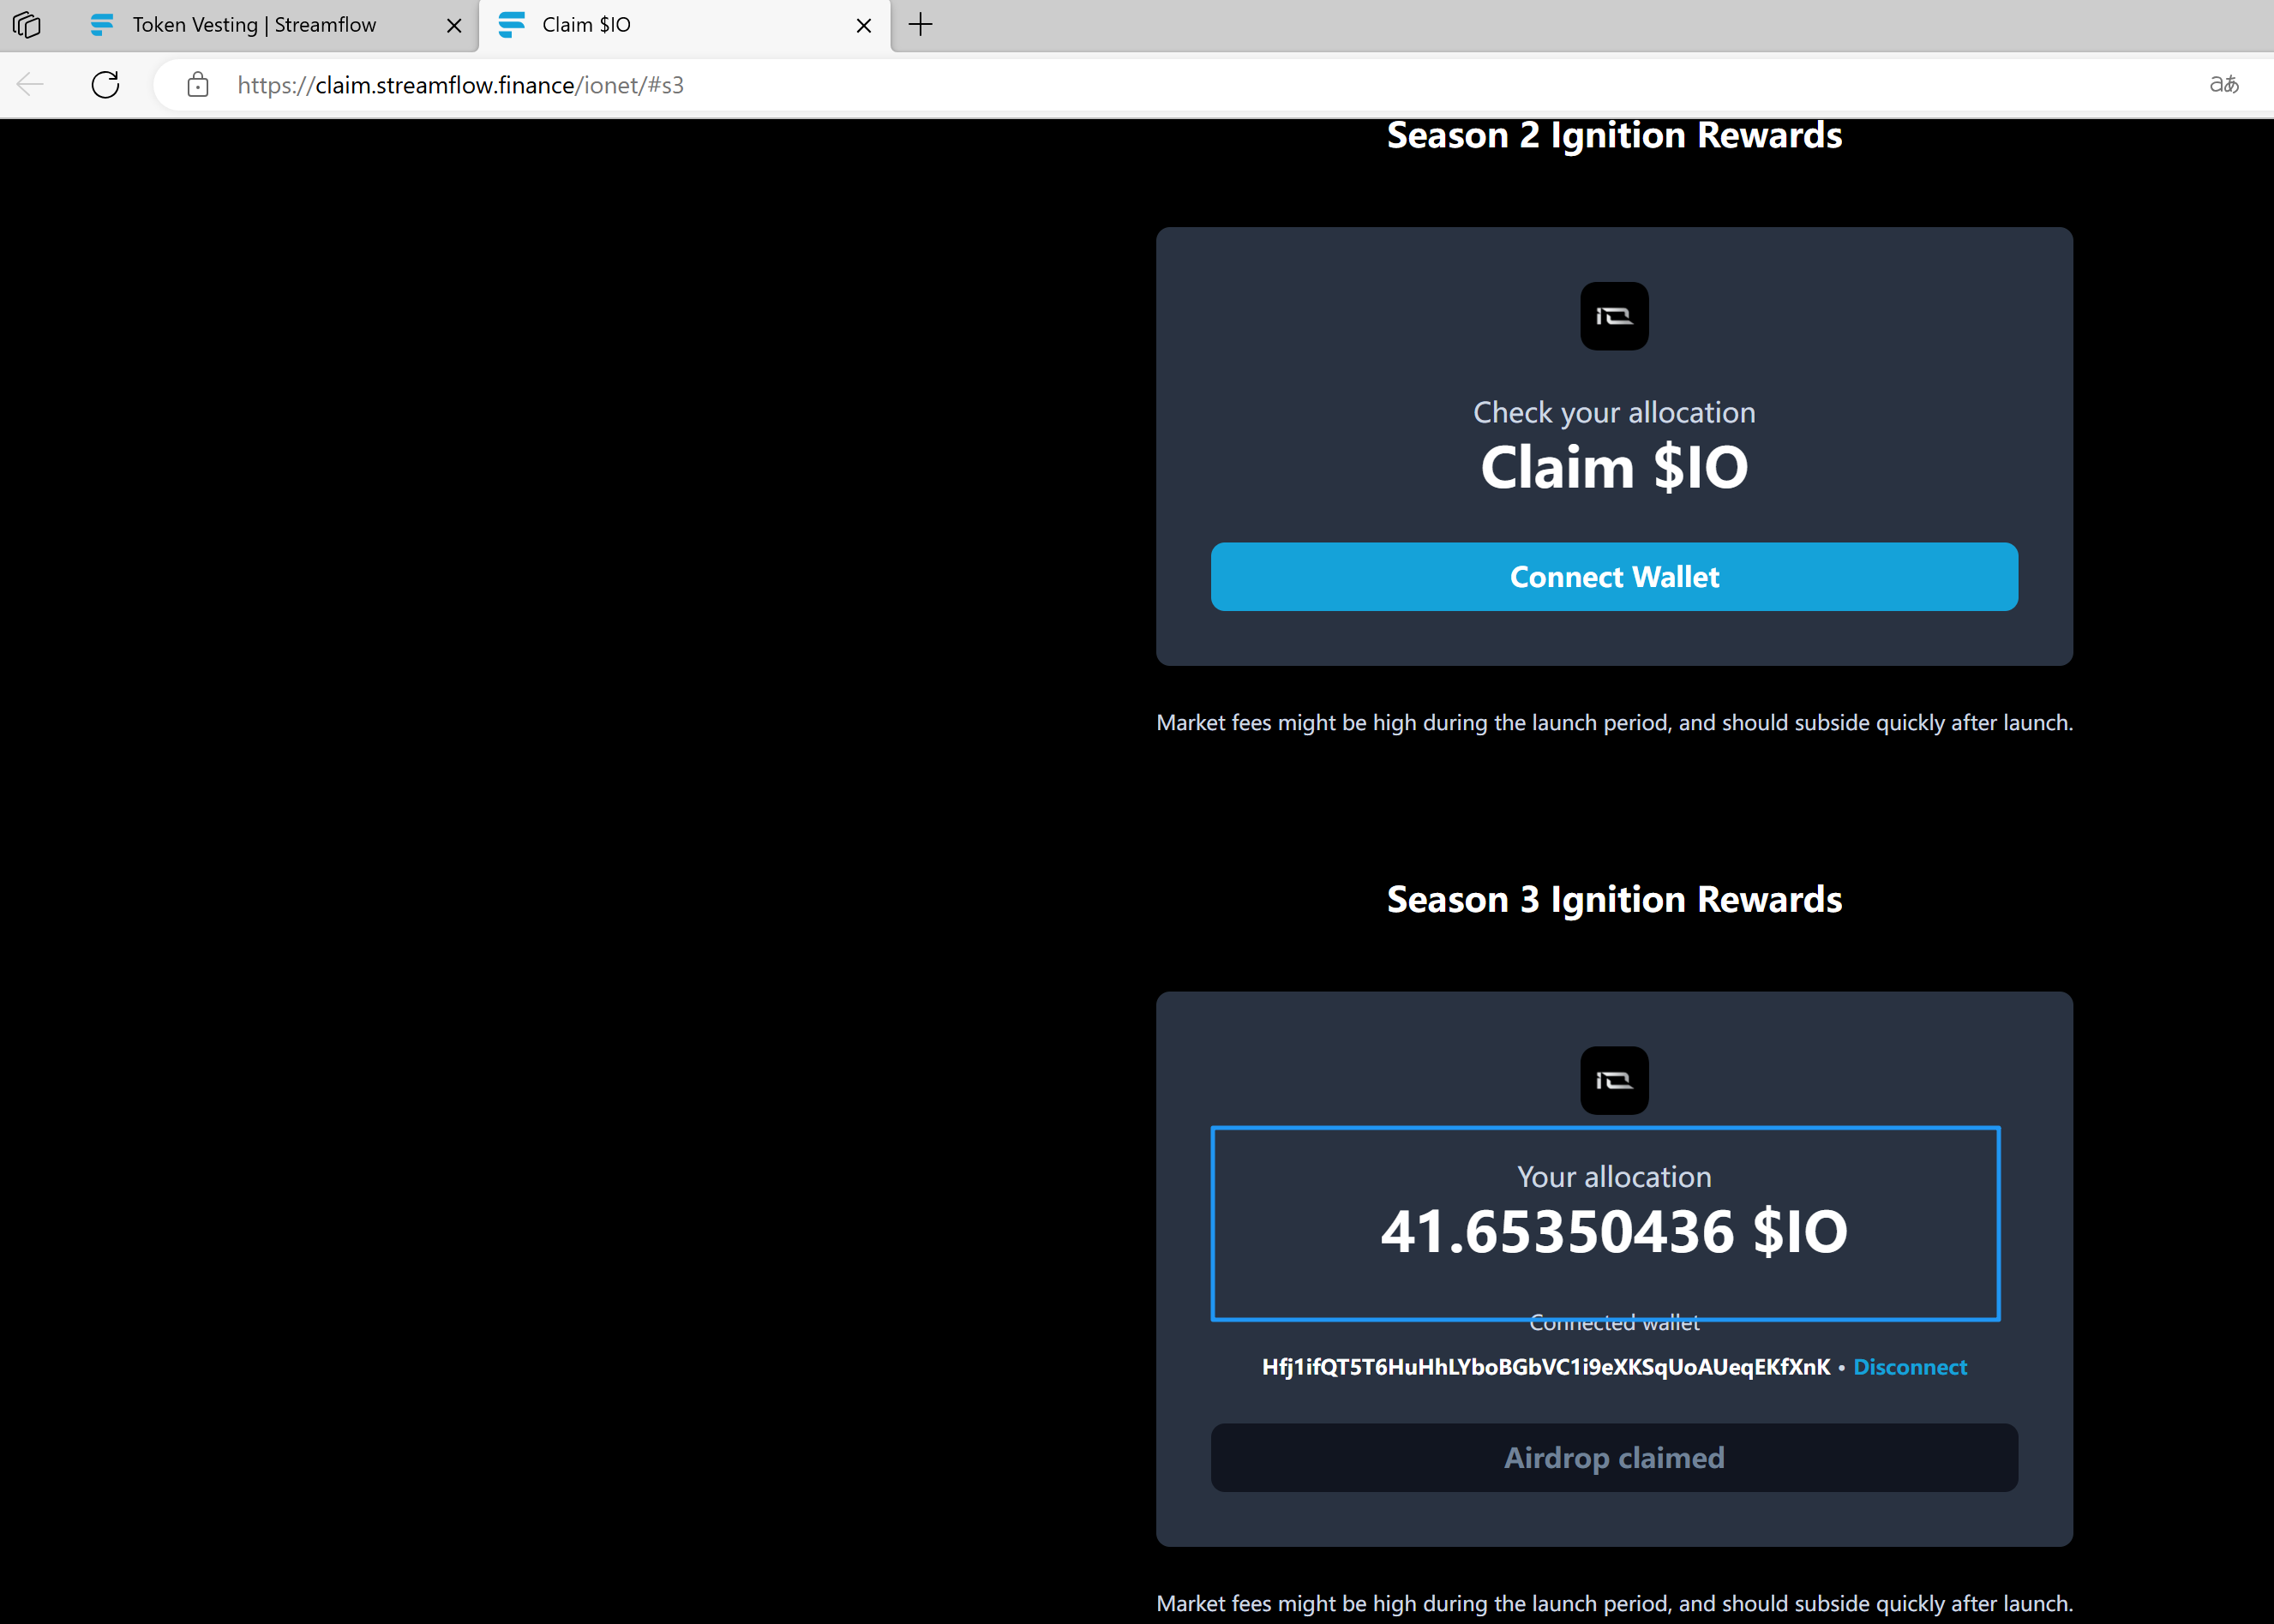 Token Vesting | Streamflow
Claim $IO
https://claim.streamflow.finance/ionet/#s3
aあ
Season 2 Ignition Rewards
Check your allocation
Claim $IO
Connect Wallet
Market fees might be high during the launch period, and should subside quickly after launch.
Season 3 Ignition Rewards
Your allocation
41.65350436 $IO
Connected wallet
Hfj1ifQT5T6HuHhLYboBGbVC1i9eXKSqUoAUeqEKfXnK • Disconnect
Airdrop claimed
Market fees might be high during the launch period, and should subside quickly after launch.